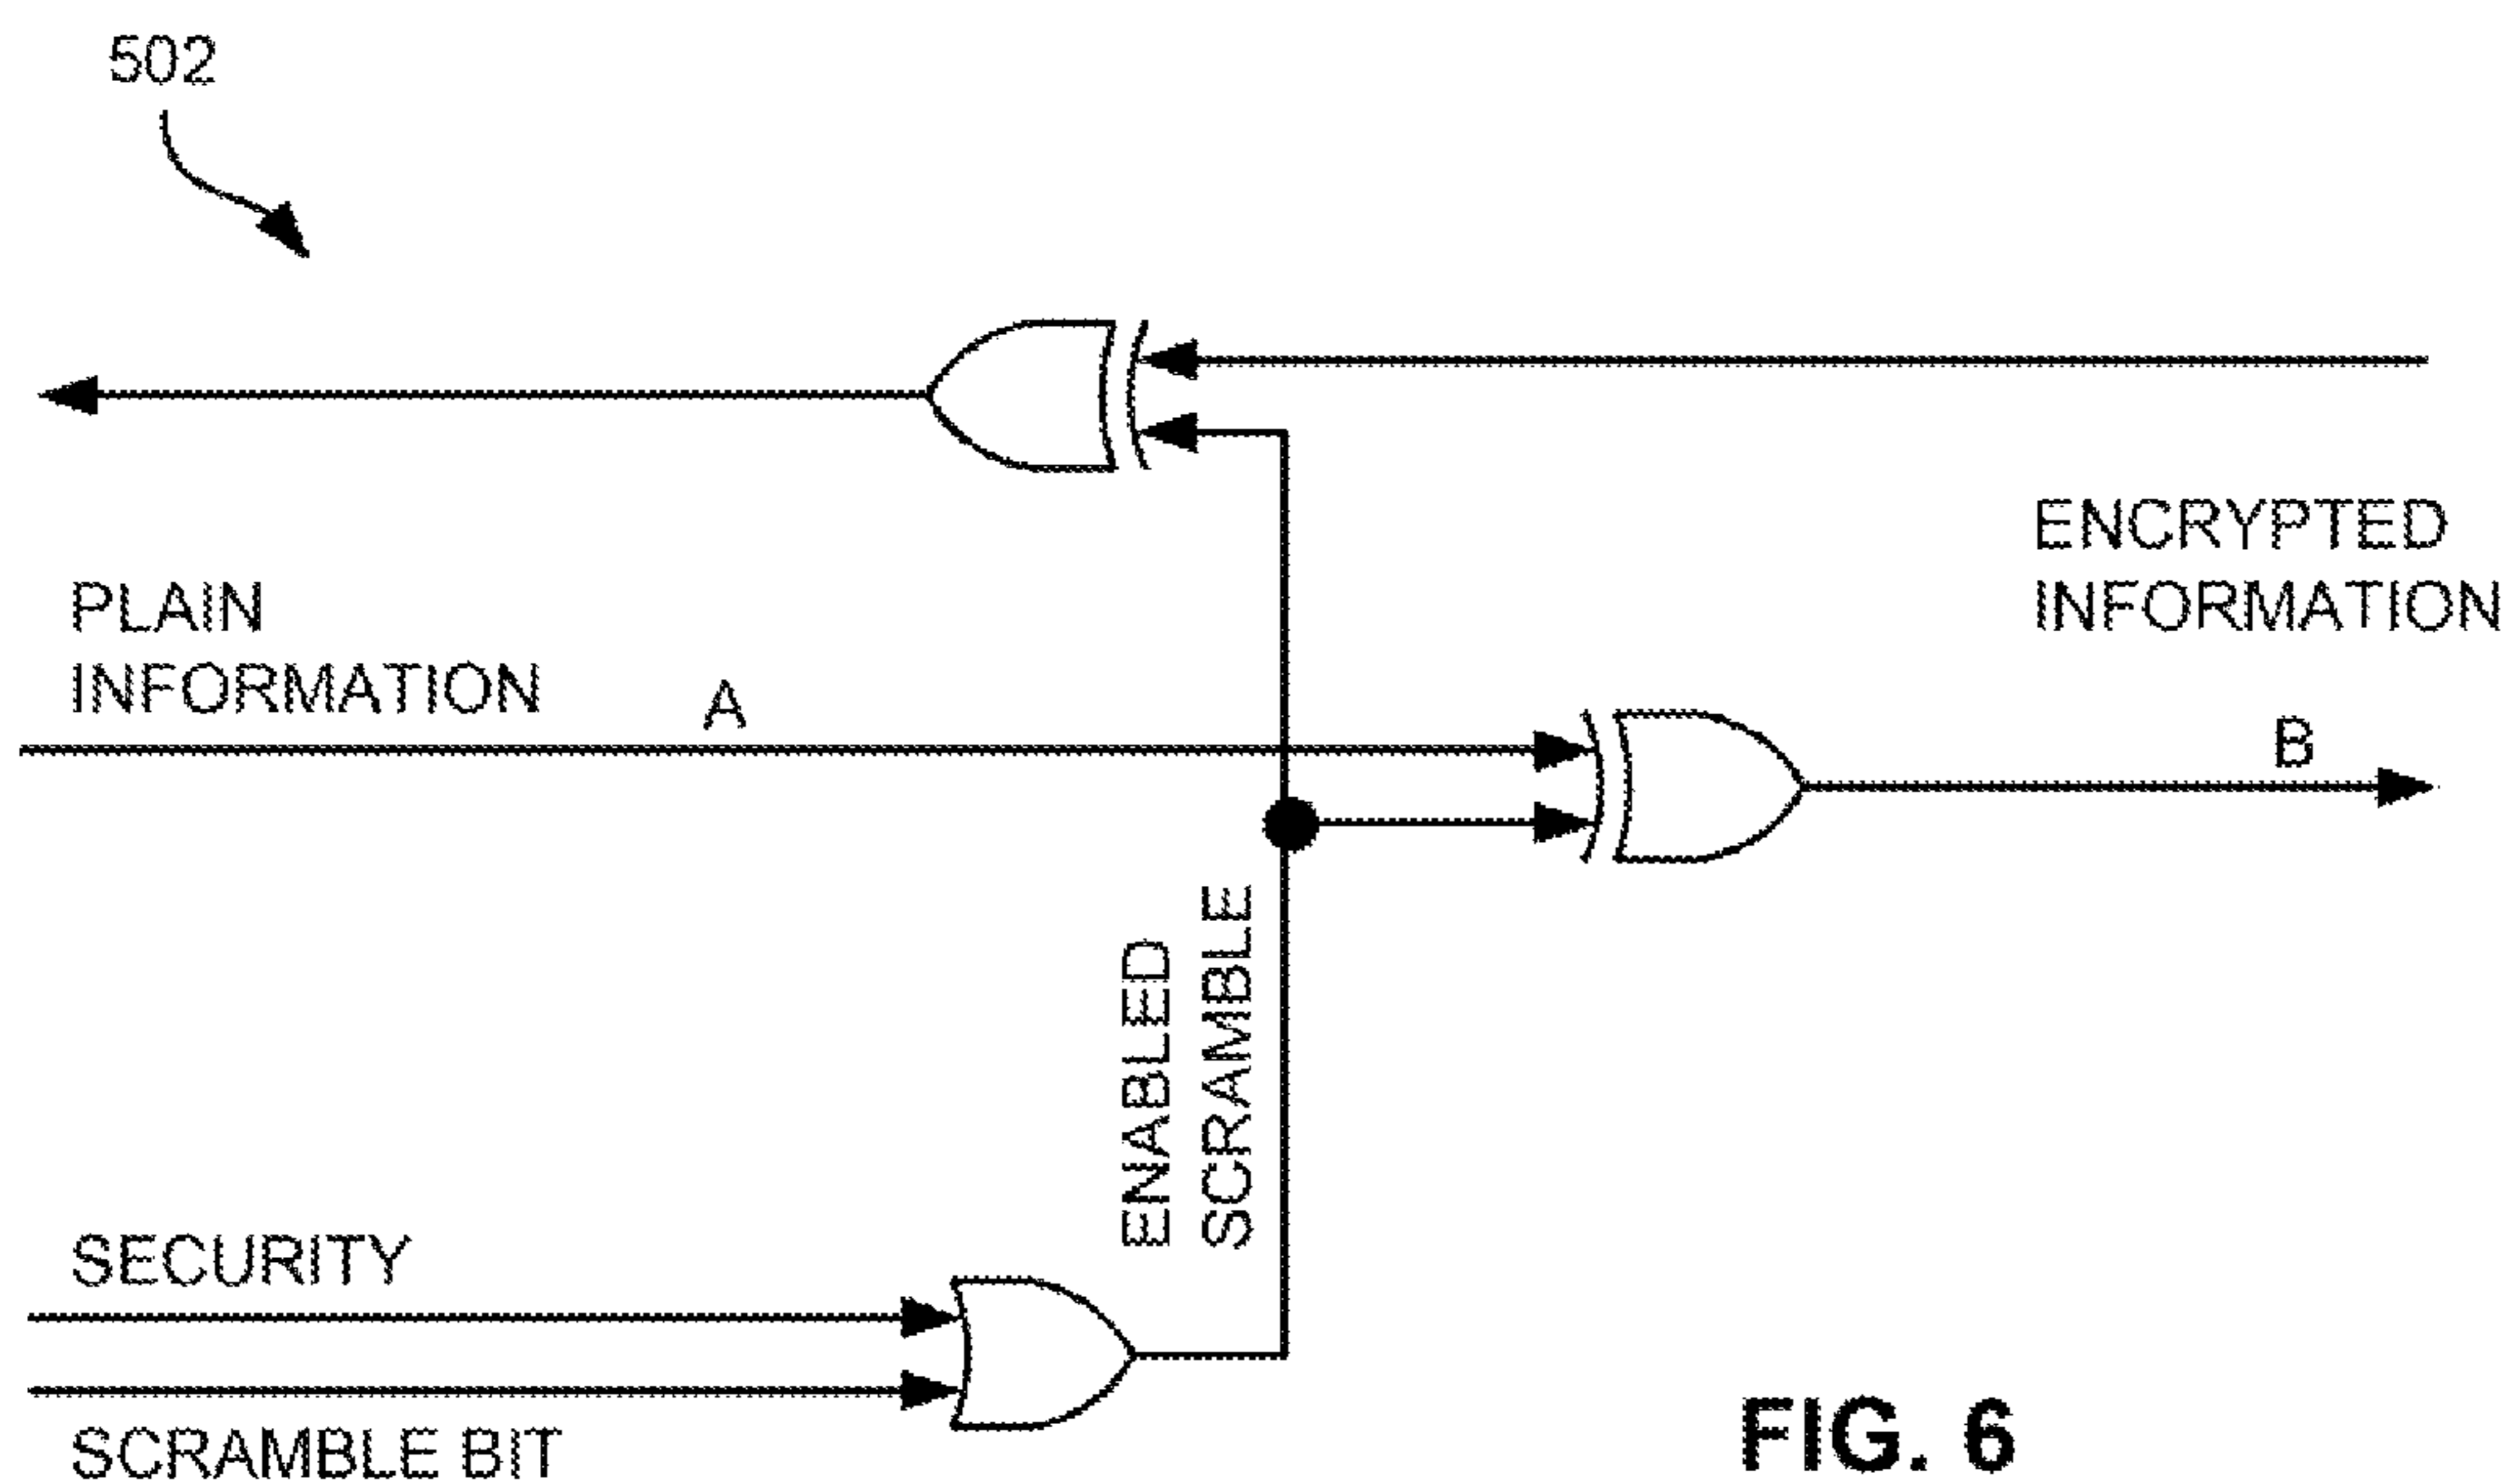 502
ENCRYPTED
INFORMATION
PLAIN
INFORMATION
A
B
ENABLED
SCRAMBLE
SECURITY
SCRAMBLE BIT
FIG. 6